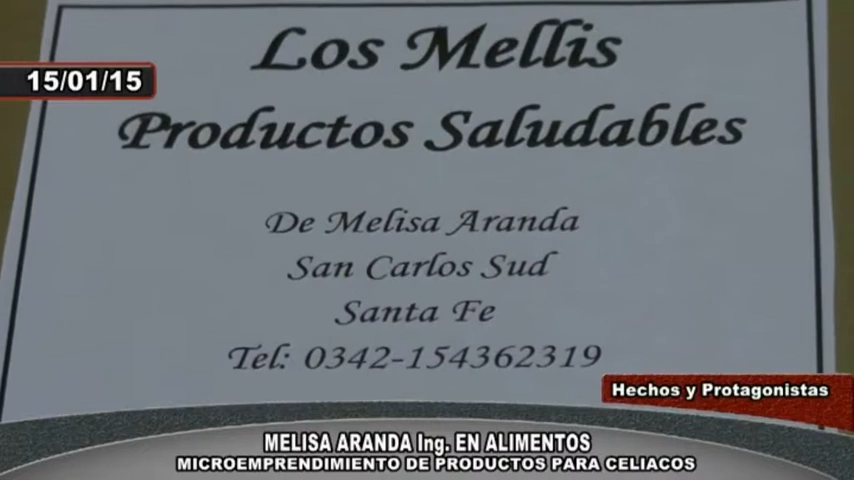 Los Mellis
15/01/15
Productos Saludables
De Melisa Aranda
San Carlos Sud
Santa Fe
Tel: 0342-154362319
Hechos y Protagonistas
MELISA ARANDA Ing. EN ALIMENTOS
MICROEMPRENDIMIENTO DE PRODUCTOS PARA CELIACOS